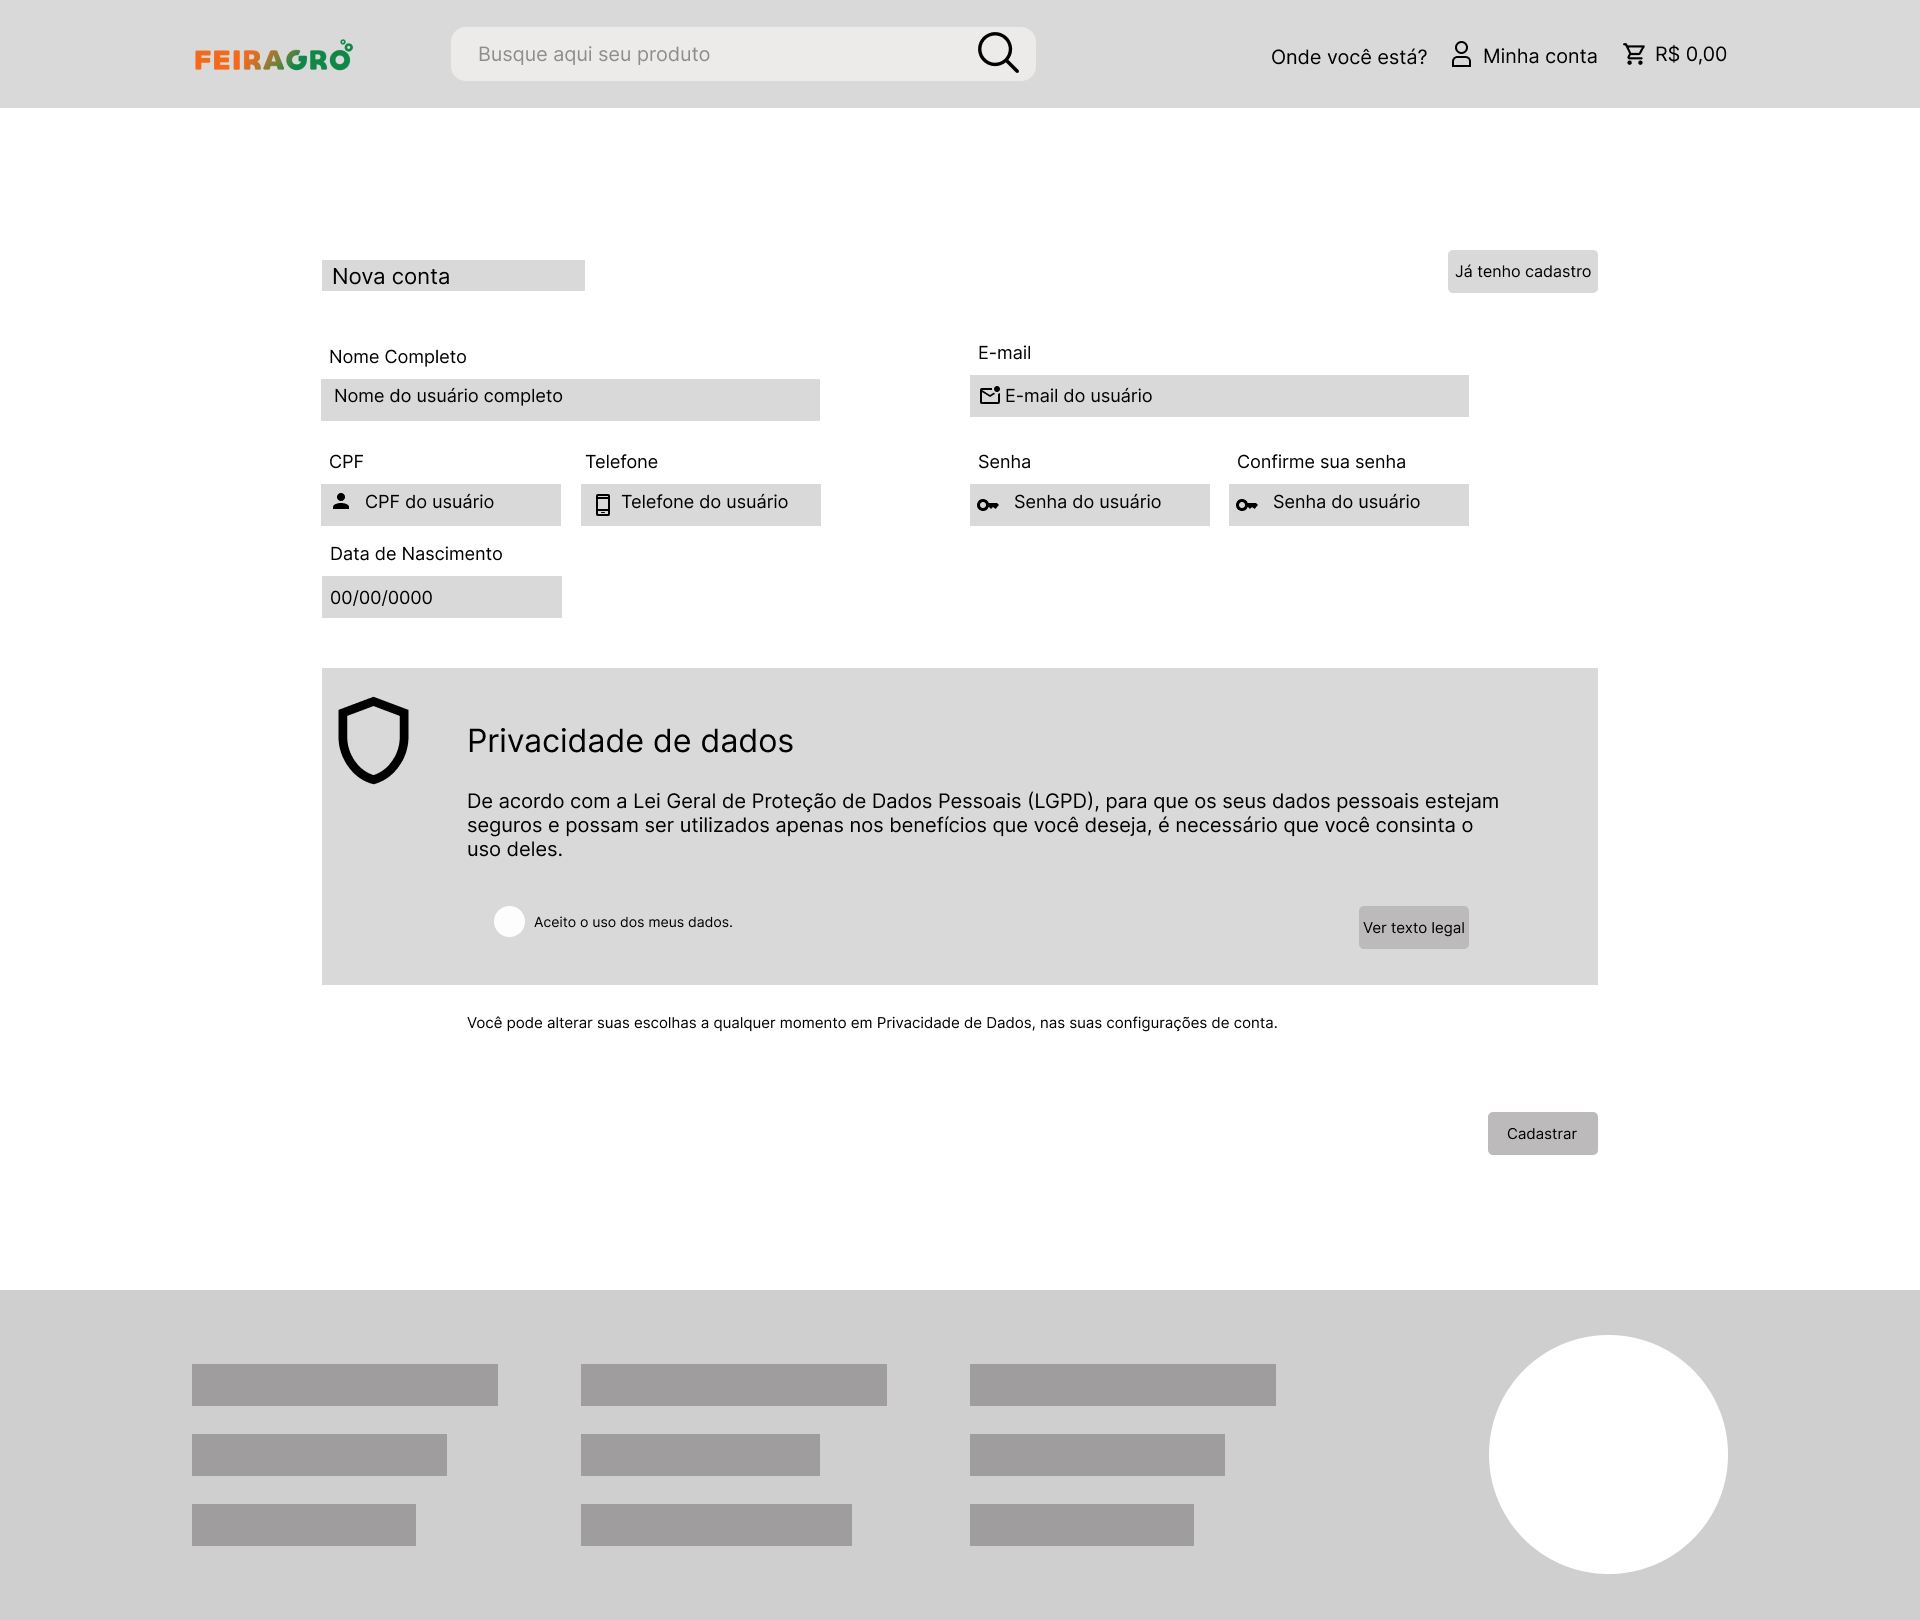 FEIRAGRO
Busque aqui seu produto
Onde você está?
Minha conta
R$ 0,00
Nova conta
Já tenho cadastro
Nome Completo
Nome do usuário completo
E-mail
E-mail do usuário
CPF
Telefone
Senha
Confirme sua senha
CPF do usuário
Telefone do usuário
Senha do usuário
Senha do usuário
Data de Nascimento
00/00/0000
Privacidade de dados
De acordo com a Lei Geral de Proteção de Dados Pessoais (LGPD), para que os seus dados pessoais estejam
seguros e possam ser utilizados apenas nos benefícios que você deseja, é necessário que você consinta o
uso deles.
Aceito o uso dos meus dados.
Ver texto legal
Você pode alterar suas escolhas a qualquer momento em Privacidade de Dados, nas suas configurações de conta.
Cadastrar